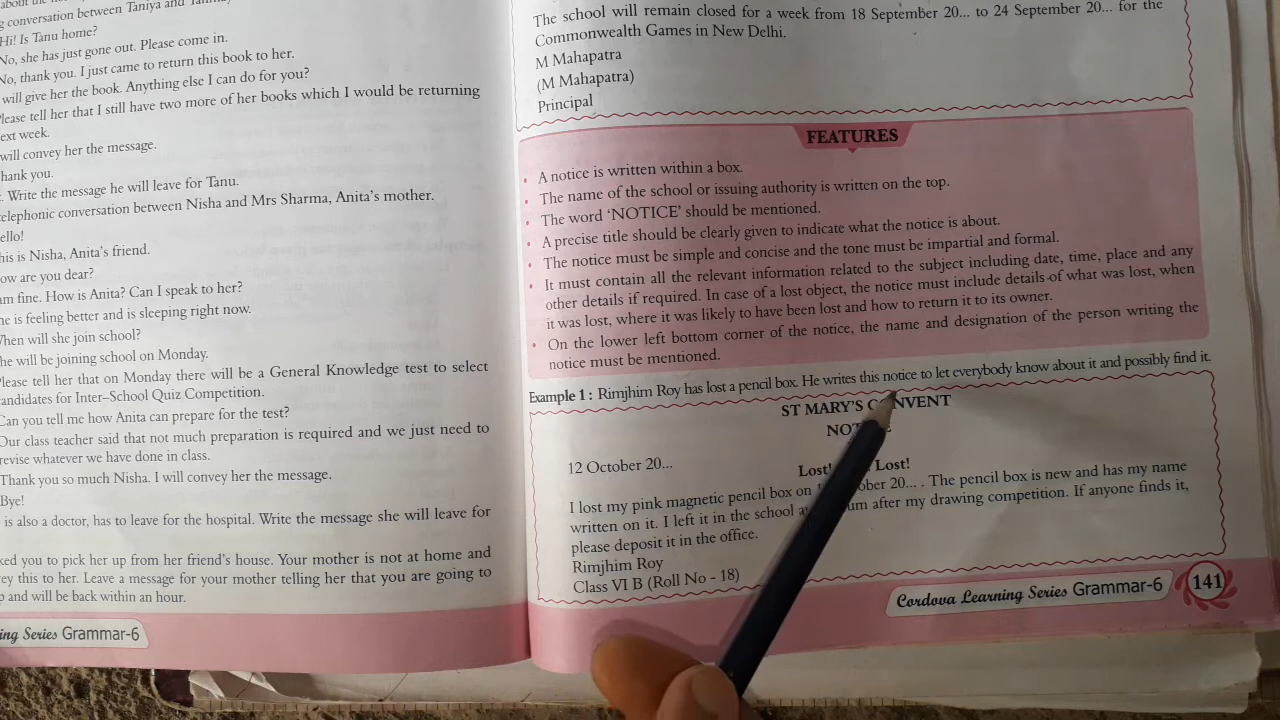 g conversation between Taniya and
Hi! Is Tanu home?
No, she has just gone out. Please come in.
No, thank you. I just came to return this book to her.
will give her the book. Anything else I can do for you?
Please tell her that I still have two more of her books which I would be returning
ext week.
will convey her the message.
hank you.
Write the message he will leave for Tanu.
elephonic conversation between Nisha and Mrs Sharma, Anita's mother.
ello!
his is Nisha, Anita's friend.
ow are you dear?
am fine. How is Anita? Can I speak to her?
he is feeling better and is sleeping right now.
When will she join school?
he will be joining school on Monday.
Please tell her that on Monday there will be a General Knowledge test to select
candidates for Inter–School Quiz Competition.
Can you tell me how Anita can prepare for the test?
Our class teacher said that not much preparation is required and we just need to
revise whatever we have done in class.
Thank you so much Nisha. I will convey her the message.
Bye!
is also a doctor, has to leave for the hospital. Write the message she will leave for
ked you to pick her up from her friend's house. Your mother is not at home and
ey this to her. Leave a message for your mother telling her that you are going to
p and will be back within an hour.
ing Series Grammar-6
The school will remain closed for a week from 18 September 20... to 24 September 20... for the
Commonwealth Games in New Delhi.
M Mahapatra
(M Mahapatra)
Principal
FEATURES
• A notice is written within a box.
• The name of the school or issuing authority is written on the top.
• The word 'NOTICE' should be mentioned.
• A precise title should be clearly given to indicate what the notice is about.
• The notice must be simple and concise and the tone must be impartial and formal.
• It must contain all the relevant information related to the subject including date, time, place and any
other details if required. In case of a lost object, the notice must include details of what was lost, when
it was lost, where it was likely to have been lost and how to return it to its owner.
• On the lower left bottom corner of the notice, the name and designation of the person writing the
notice must be mentioned.
Example 1 : Rimjhim Roy has lost a pencil box. He writes this notice to let everybody know about it and possibly find it.
ST MARY'S CONVENT
NOTICE
12 October 20...
Lost! Lost!
I lost my pink magnetic pencil box on ober 20... . The pencil box is new and has my name
written on it. I left it in the school a um after my drawing competition. If anyone finds it,
please deposit it in the office.
Rimjhim Roy
Class VI B (Roll No - 18)
Cordova Learning Series Grammar-6
141